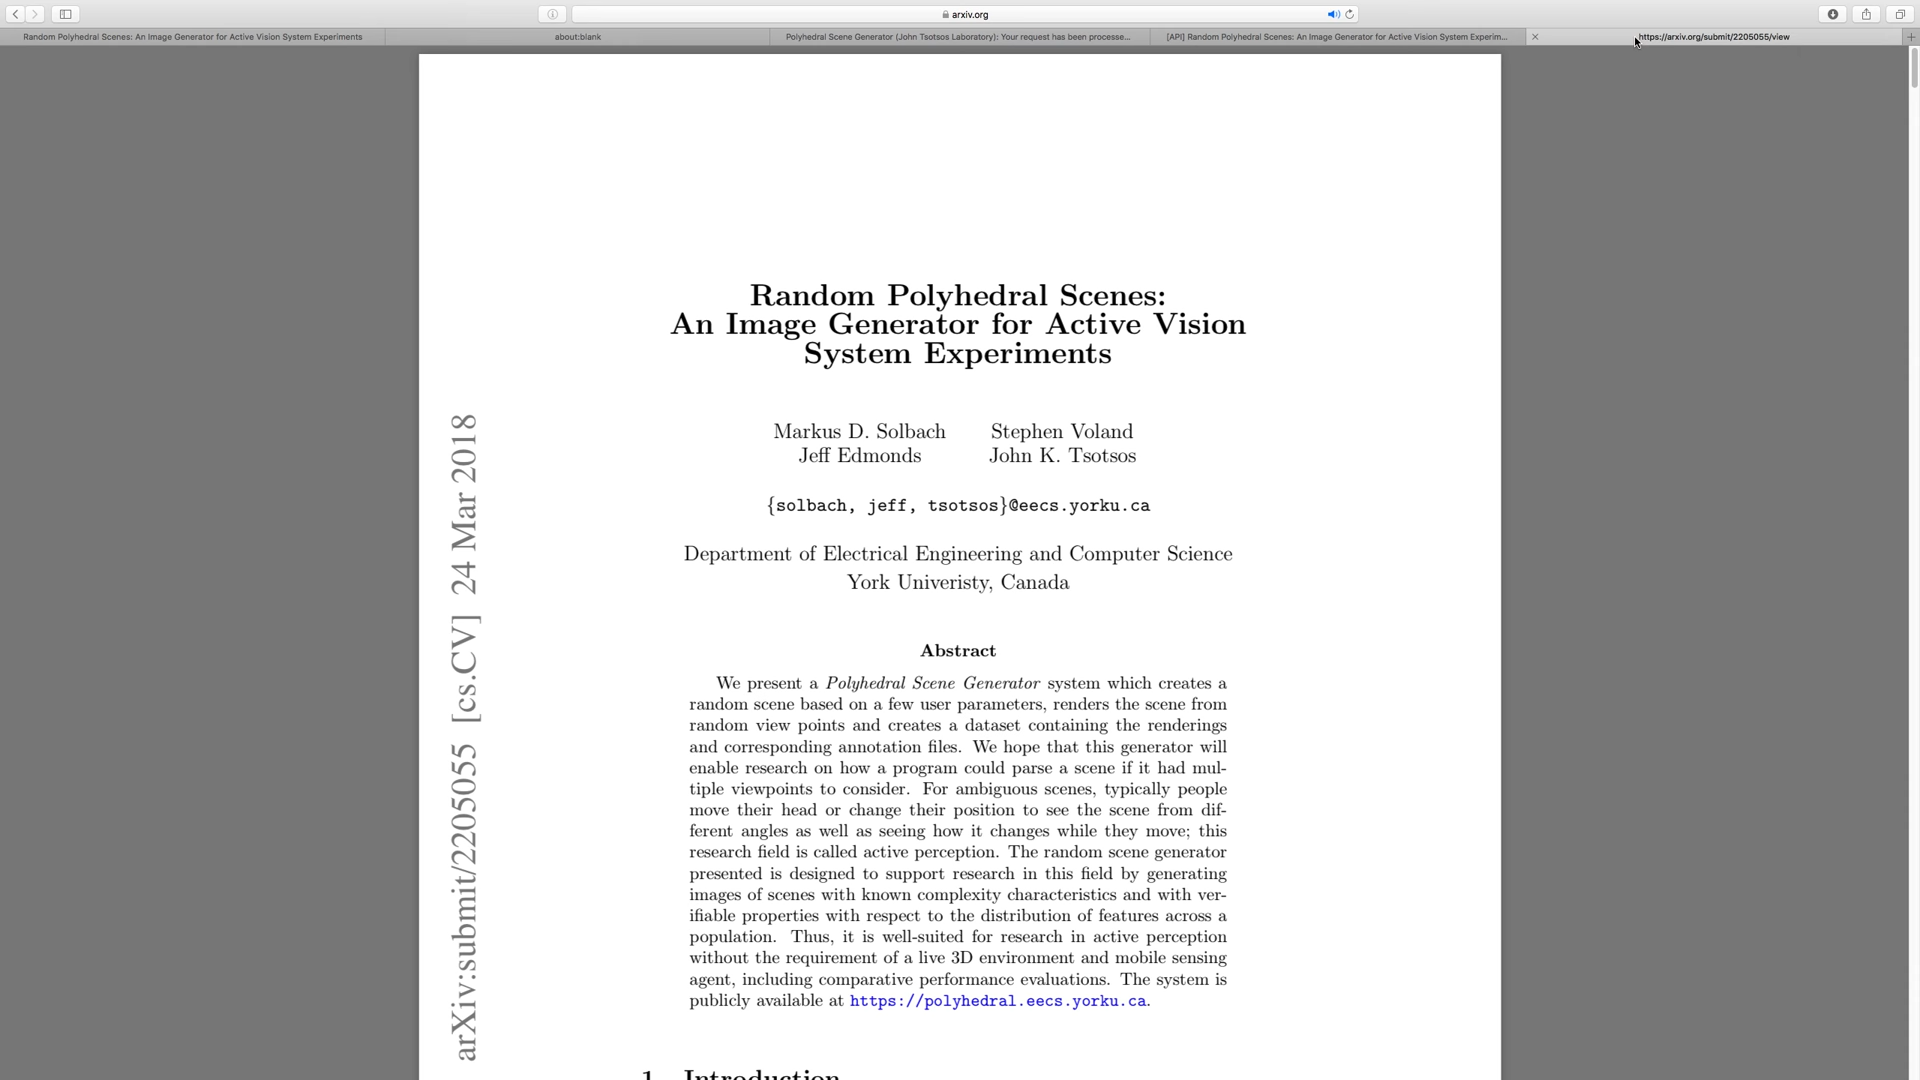 arxiv.org
Random Polyhedral Scenes: An Image Generator for Active Vision System Experiments
about:blank
Polyhedral Scene Generator (John Tsotsos Laboratory): Your request has been processe...
[API] Random Polyhedral Scenes: An Image Generator for Active Vision System Experim...
https://arxiv.org/submit/2205055/view
Random Polyhedral Scenes:
An Image Generator for Active Vision
System Experiments
Markus D. Solbach Stephen Voland
Jeff Edmonds John K. Tsotsos
{solbach, jeff, tsotsos}@eecs.yorku.ca
Department of Electrical Engineering and Computer Science
York Univeristy, Canada
Abstract
We present a Polyhedral Scene Generator system which creates a
random scene based on a few user parameters, renders the scene from
random view points and creates a dataset containing the renderings
and corresponding annotation files. We hope that this generator will
enable research on how a program could parse a scene if it had mul-
tiple viewpoints to consider. For ambiguous scenes, typically people
move their head or change their position to see the scene from dif-
ferent angles as well as seeing how it changes while they move; this
research field is called active perception. The random scene generator
presented is designed to support research in this field by generating
images of scenes with known complexity characteristics and with ver-
ifiable properties with respect to the distribution of features across a
population. Thus, it is well-suited for research in active perception
without the requirement of a live 3D environment and mobile sensing
agent, including comparative performance evaluations. The system is
publicly available at https://polyhedral.eecs.yorku.ca.
1 Introduction
arXiv:submit/2205055 [cs.CV] 24 Mar 2018